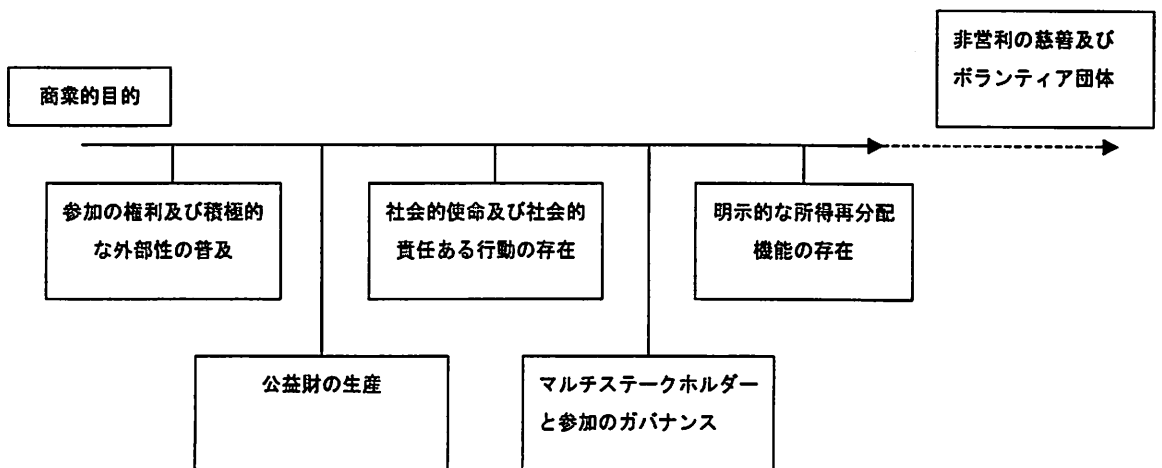 非営利の慈善及び
ボランティア団体
商業的目的
参加の権利及び積極的
な外部性の普及
社会的使命及び社会的
責任ある行動の存在
明示的な所得再分配
機能の存在
公益財の生産
マルチステークホルダー
と参加のガバナンス